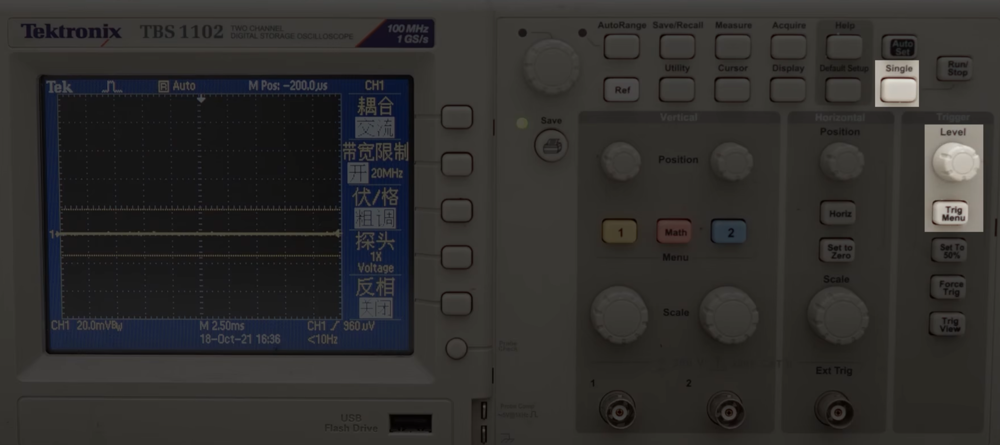 Tektronix TBS 1102 TWO CHANNEL
DIGITAL STORAGE OSCILLOSCOPE
100 MHz
1 GS/s
Tek R Auto M Pos: -200.0µs CH1
耦合
交流
带宽限制
开 20MHz
伏/格
粗调
探头
1X
Voltage
反相
关闭
1
CH1 20.0mVBW M 2.50ms CH1 960µV
18-Oct-21 16:36 <10Hz
USB
Flash Drive
AutoRange Save/Recall Measure Acquire Help
Auto
Set
Utility Cursor Display Default Setup Single
Run/
Stop
Ref
Save
Vertical Horizontal Trigger
Position
Position
Level
1 Math 2
Menu
Horiz
Set to
Zero
Scale
Scale
Trig
Menu
Set To
50%
Force
Trig
Trig
View
Probe
Check
Ext Trig
1 2
Probe Comp